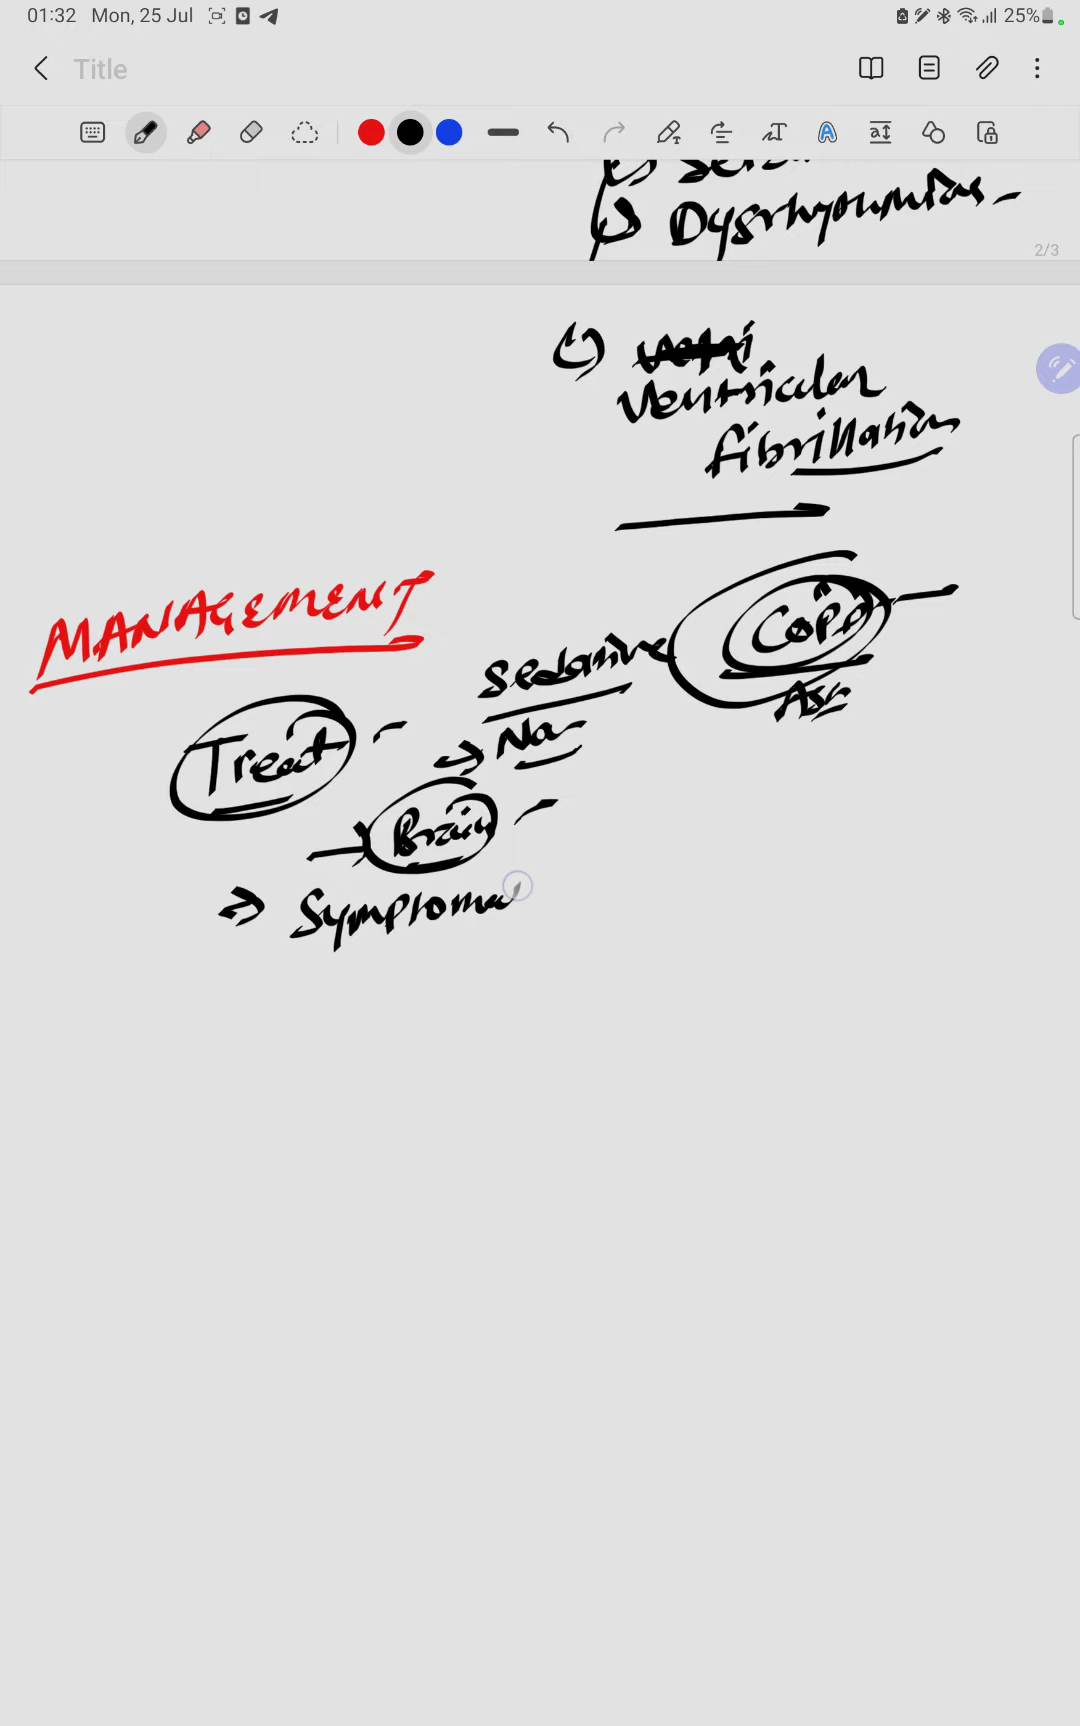 01:32 Mon, 25 Jul 25%
Title
Dysrhythmias
2/3
Ventricular
fibrillation
MANAGEMENT
COPD
Sedative
Treat
Na
Brain
Symptoma